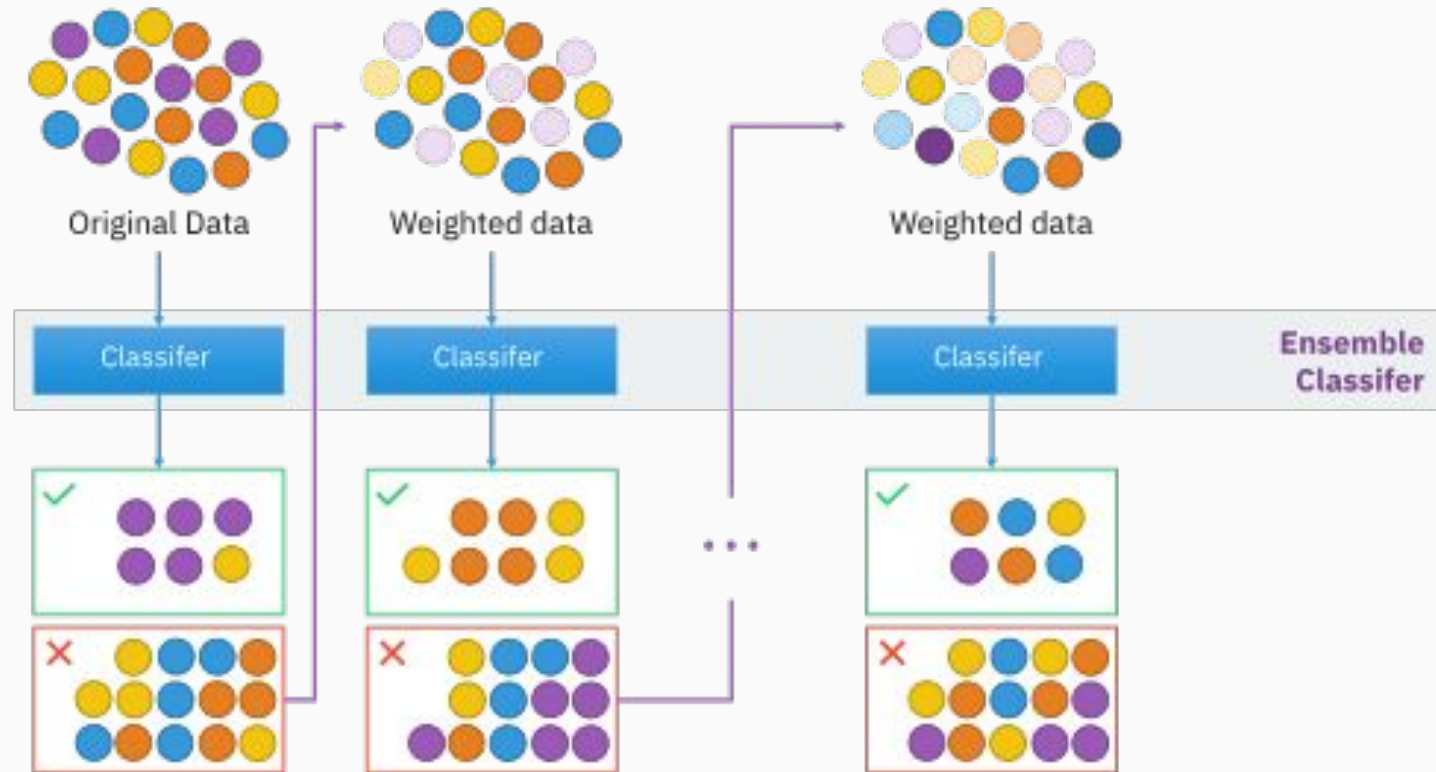 Original Data
Weighted data
Weighted data
Classifer
Classifer
Classifer
Ensemble
Classifer